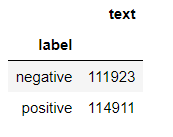 text
label
negative 111923
positive 114911